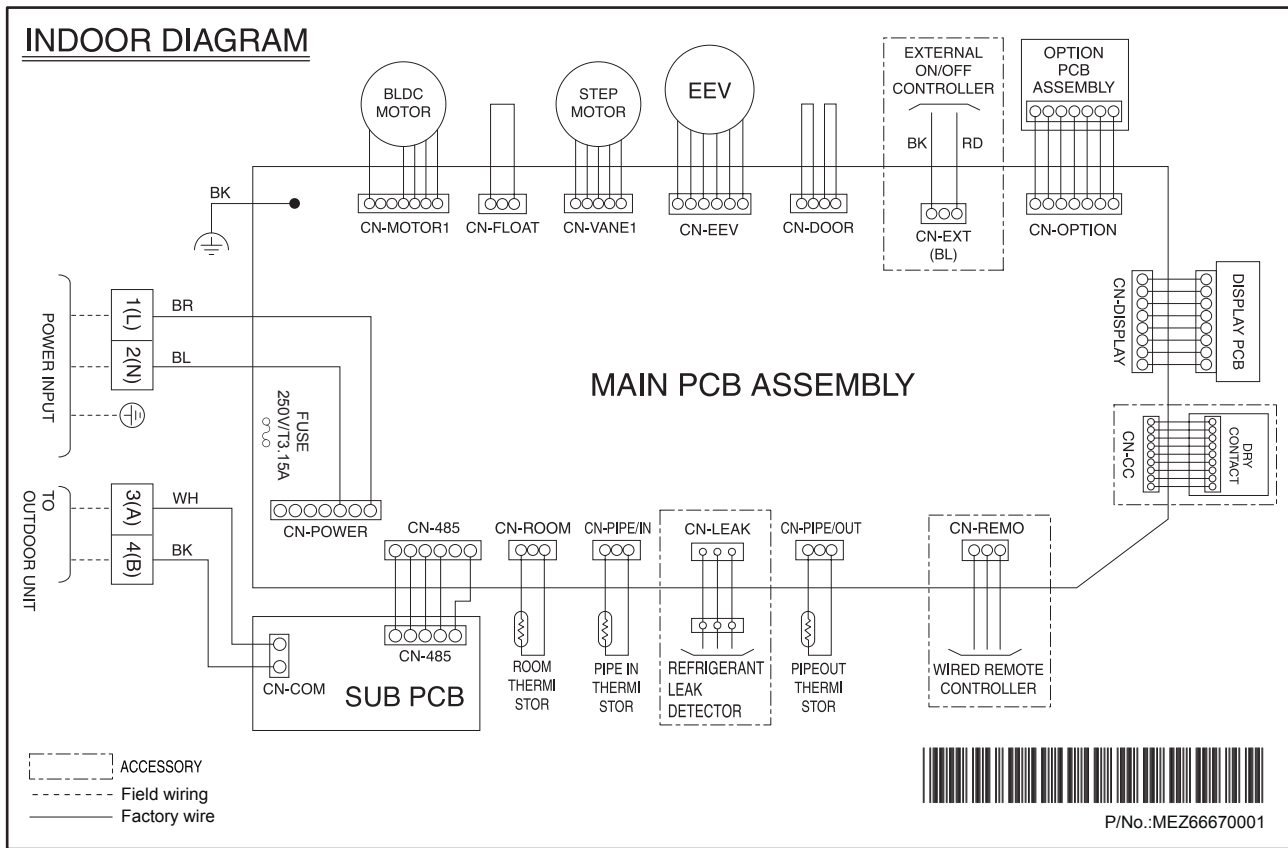 INDOOR DIAGRAM
BLDC
MOTOR
STEP
MOTOR
EEV
EXTERNAL
ON/OFF
CONTROLLER
BK
RD
OPTION
PCB
ASSEMBLY
BK
CN-MOTOR1
CN-FLOAT
CN-VANE1
CN-EEV
CN-DOOR
CN-EXT
(BL)
CN-OPTION
CN-DISPLAY
DISPLAY PCB
POWER INPUT
1(L)
BR
2(N)
BL
FUSE
250V/T3.15A
MAIN PCB ASSEMBLY
CN-CC
DRY
CONTACT
TO
OUTDOOR UNIT
3(A)
WH
4(B)
BK
CN-POWER
CN-485
CN-ROOM
CN-PIPE/IN
CN-LEAK
CN-PIPE/OUT
CN-REMO
CN-485
CN-COM
SUB PCB
ROOM
THERMI
STOR
PIPE IN
THERMI
STOR
REFRIGERANT
LEAK
DETECTOR
PIPEOUT
THERMI
STOR
WIRED REMOTE
CONTROLLER
ACCESSORY
Field wiring
Factory wire
P/No.:MEZ66670001